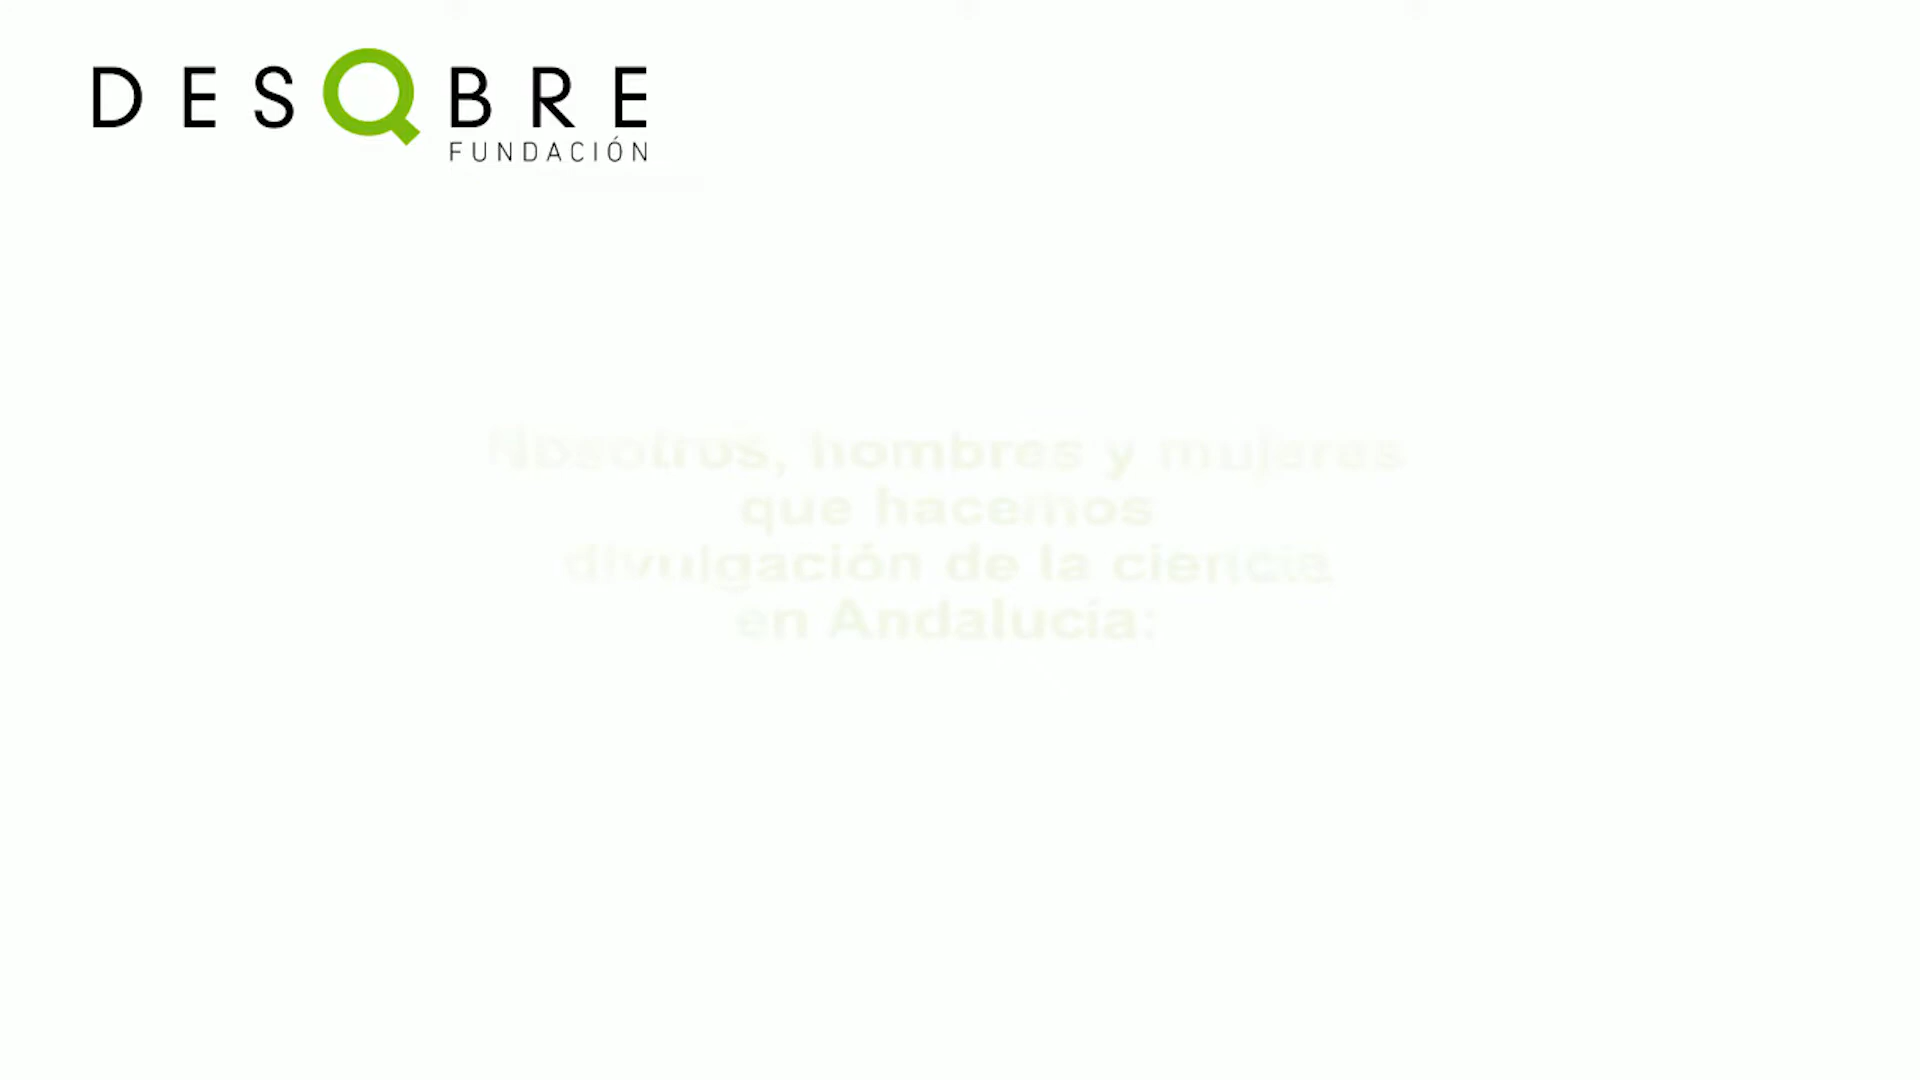 DESQBRE
FUNDACIÓN
Nosotros, hombres y mujeres
que hacemos
divulgación de la ciencia
en Andalucía: